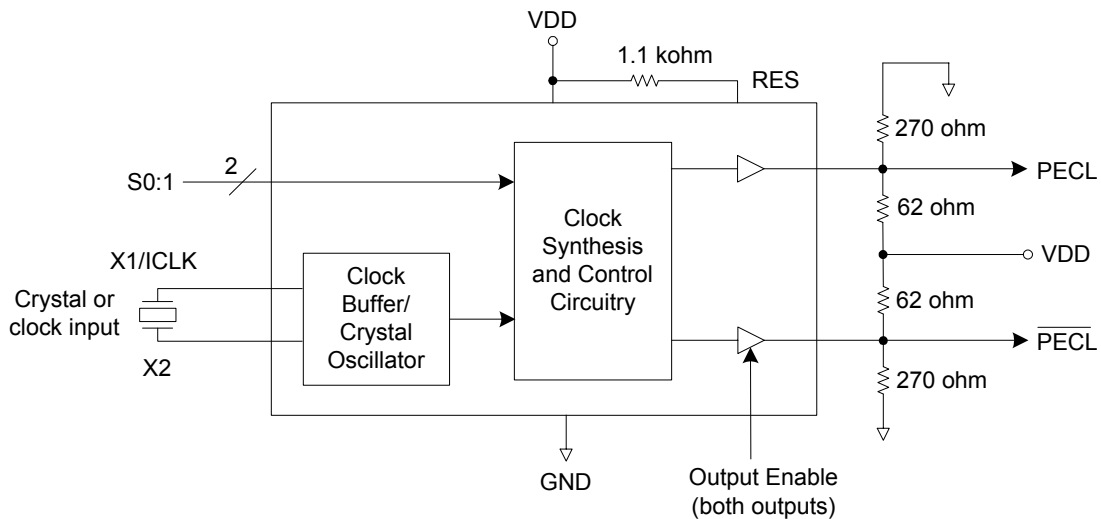 VDD
1.1 kohm
RES
270 ohm
2
S0:1
PECL
62 ohm
Clock
Synthesis
and Control
Circuitry
VDD
X1/ICLK
Clock
Buffer/
Crystal
Oscillator
Crystal or
clock input
62 ohm
PECL
X2
270 ohm
GND
Output Enable
(both outputs)